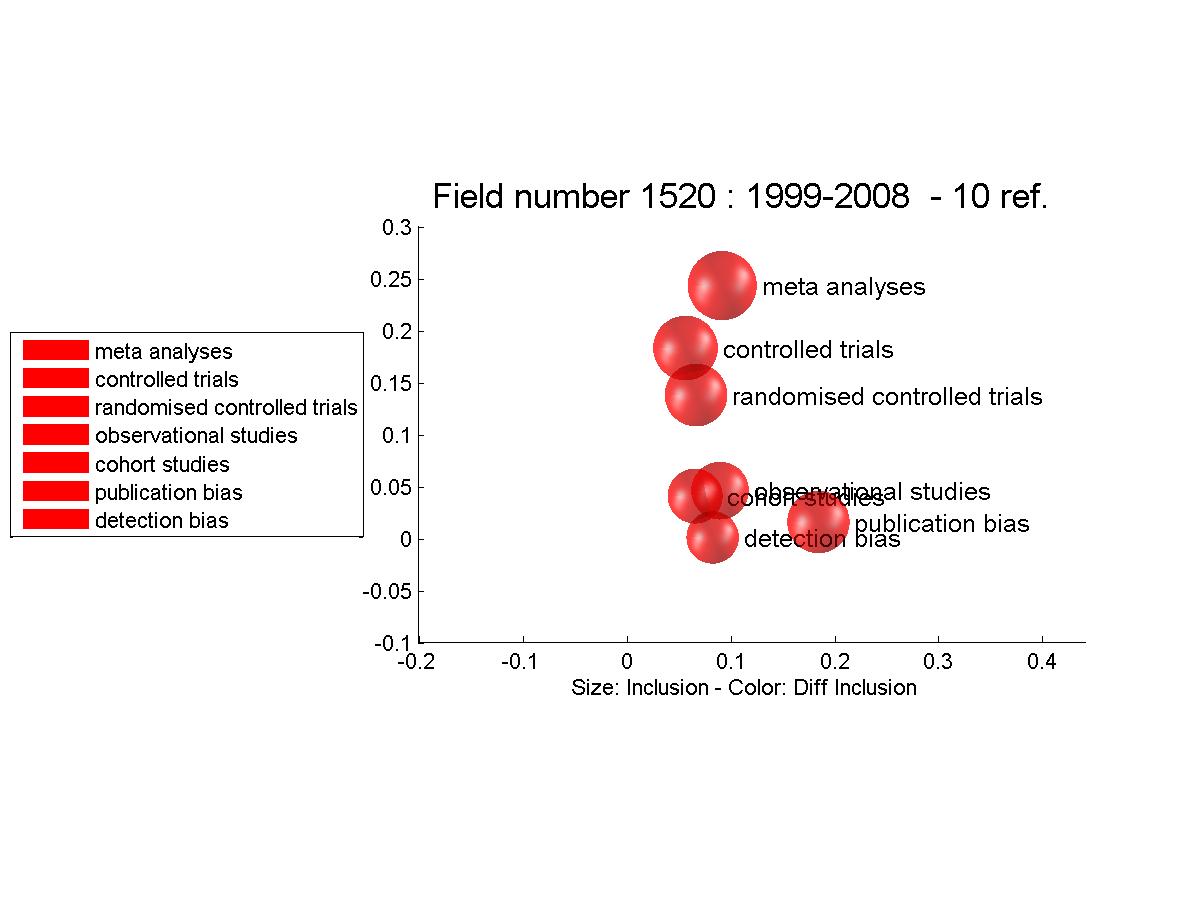 Field number 1520 : 1999-2008 - 10 ref.
0.3
0.25
0.2
0.15
0.1
0.05
0
-0.05
-0.1
-0.2
-0.1
0
0.1
0.2
0.3
0.4
Size: Inclusion - Color: Diff Inclusion
meta analyses
controlled trials
randomised controlled trials
observational studies
cohort studies
publication bias
detection bias
meta analyses
controlled trials
randomised controlled trials
observational studies
cohort studies
publication bias
detection bias